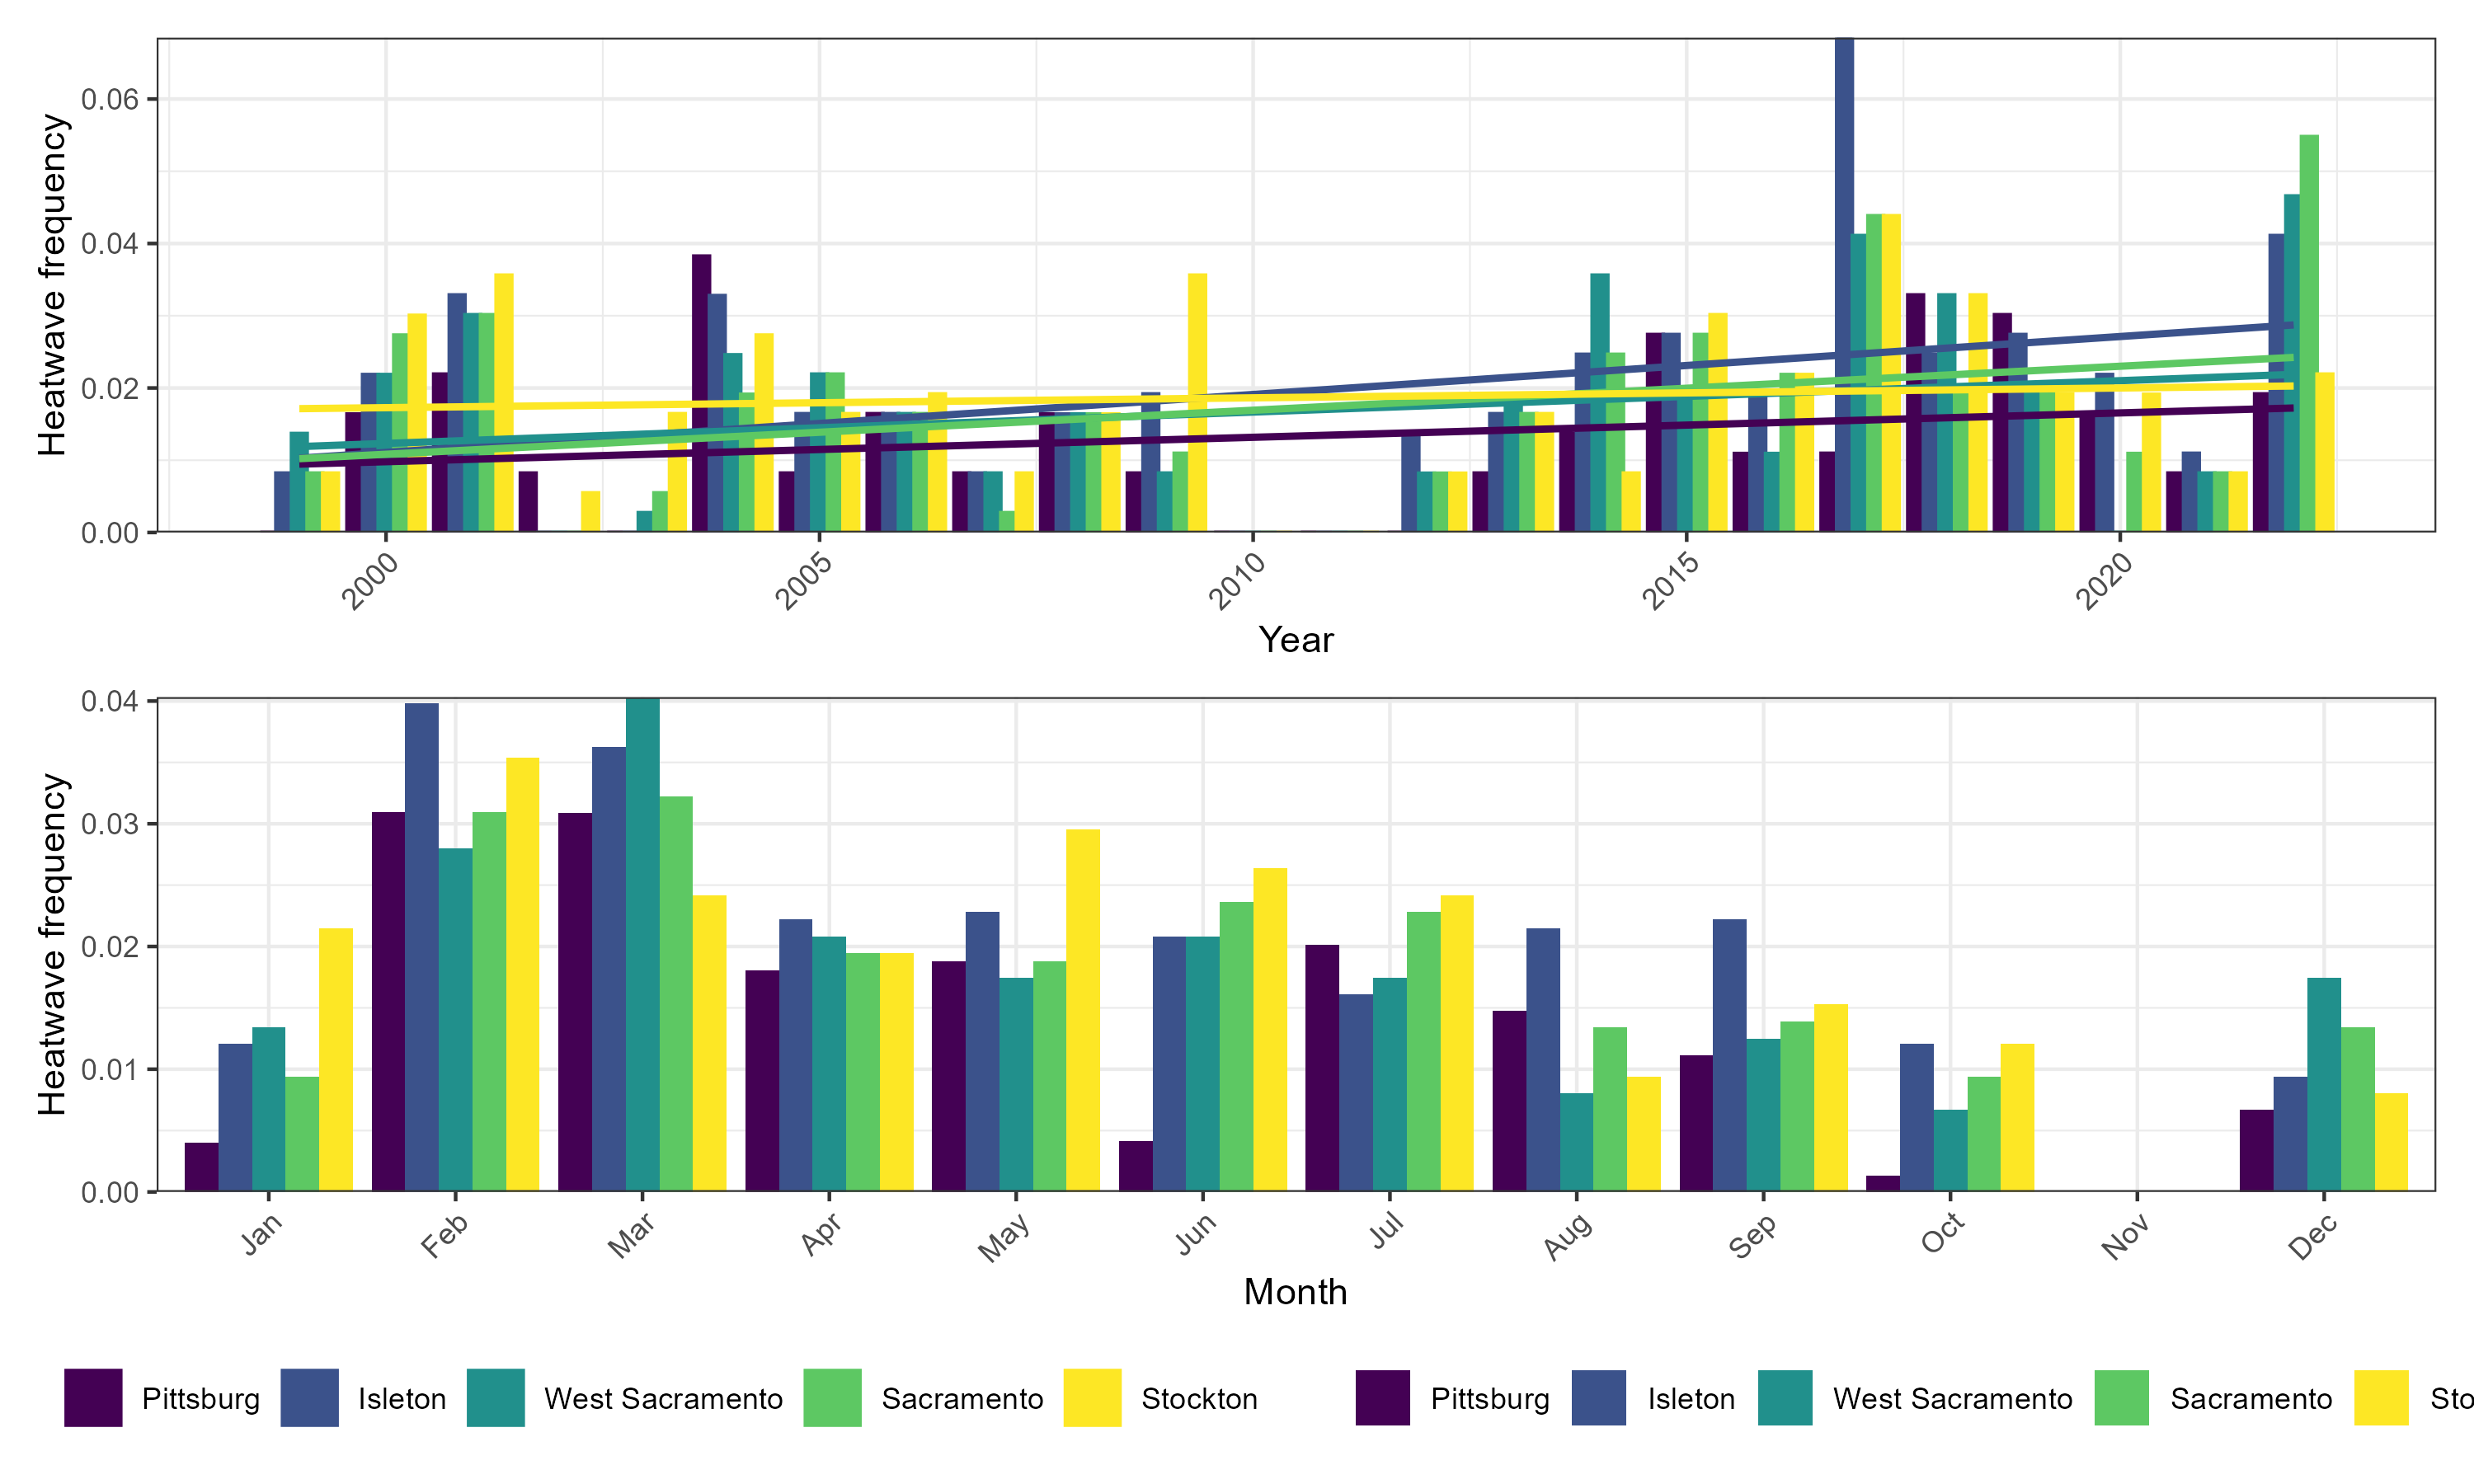 Heatwave frequency
0.06
0.04
0.02
0.00
2000 2005 2010 2015 2020
Year
Heatwave frequency
0.04
0.03
0.02
0.01
0.00
Jan Feb Mar Apr May Jun Jul Aug Sep Oct Nov Dec
Month
Pittsburg Isleton West Sacramento Sacramento Stockton Pittsburg Isleton West Sacramento Sacramento Sto